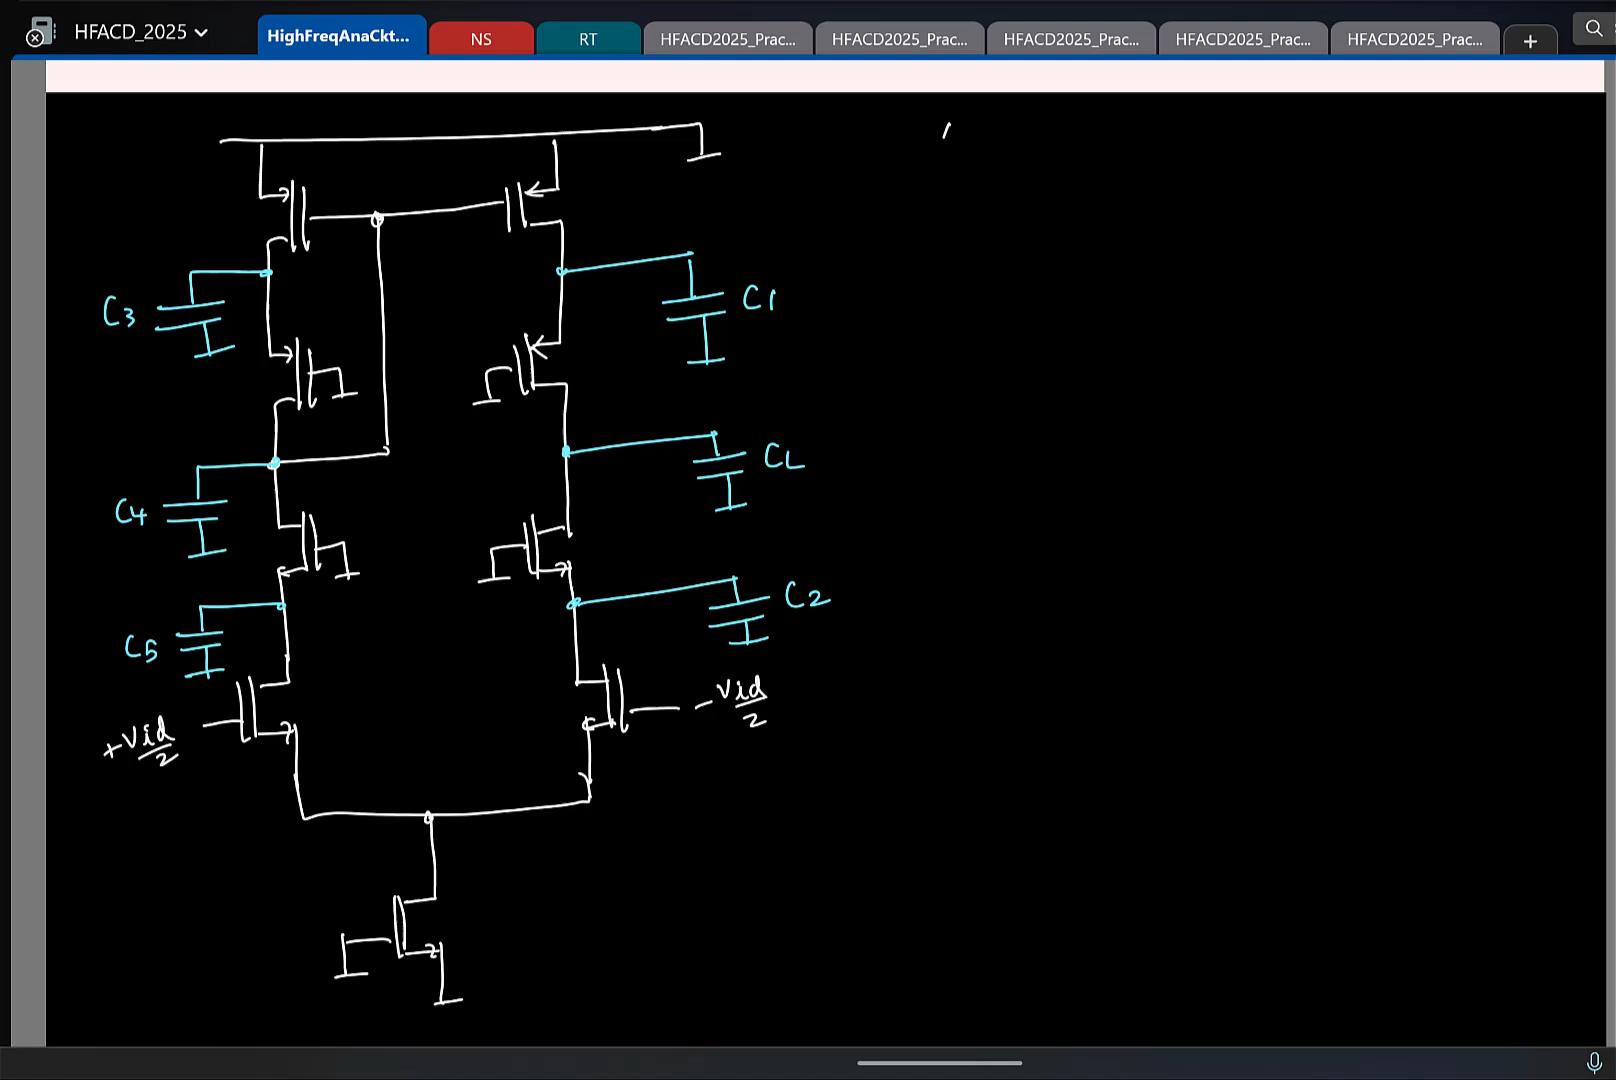 HFACD_2025
HighFreqAnaCkt...
NS
RT
HFACD2025_Prac...
HFACD2025_Prac...
HFACD2025_Prac...
HFACD2025_Prac...
HFACD2025_Prac...
+
C3
C1
CL
C4
C2
C5
+Vid/2
-Vid/2